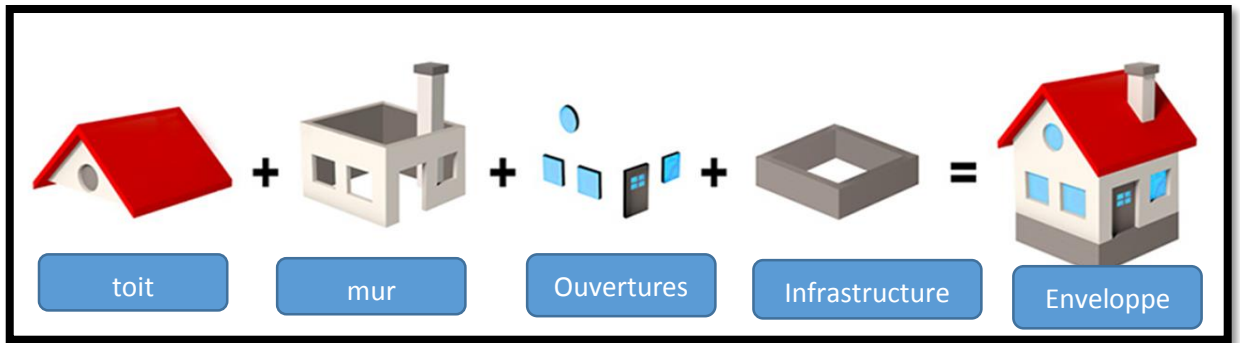 toit
mur
Ouvertures
Infrastructure
Enveloppe